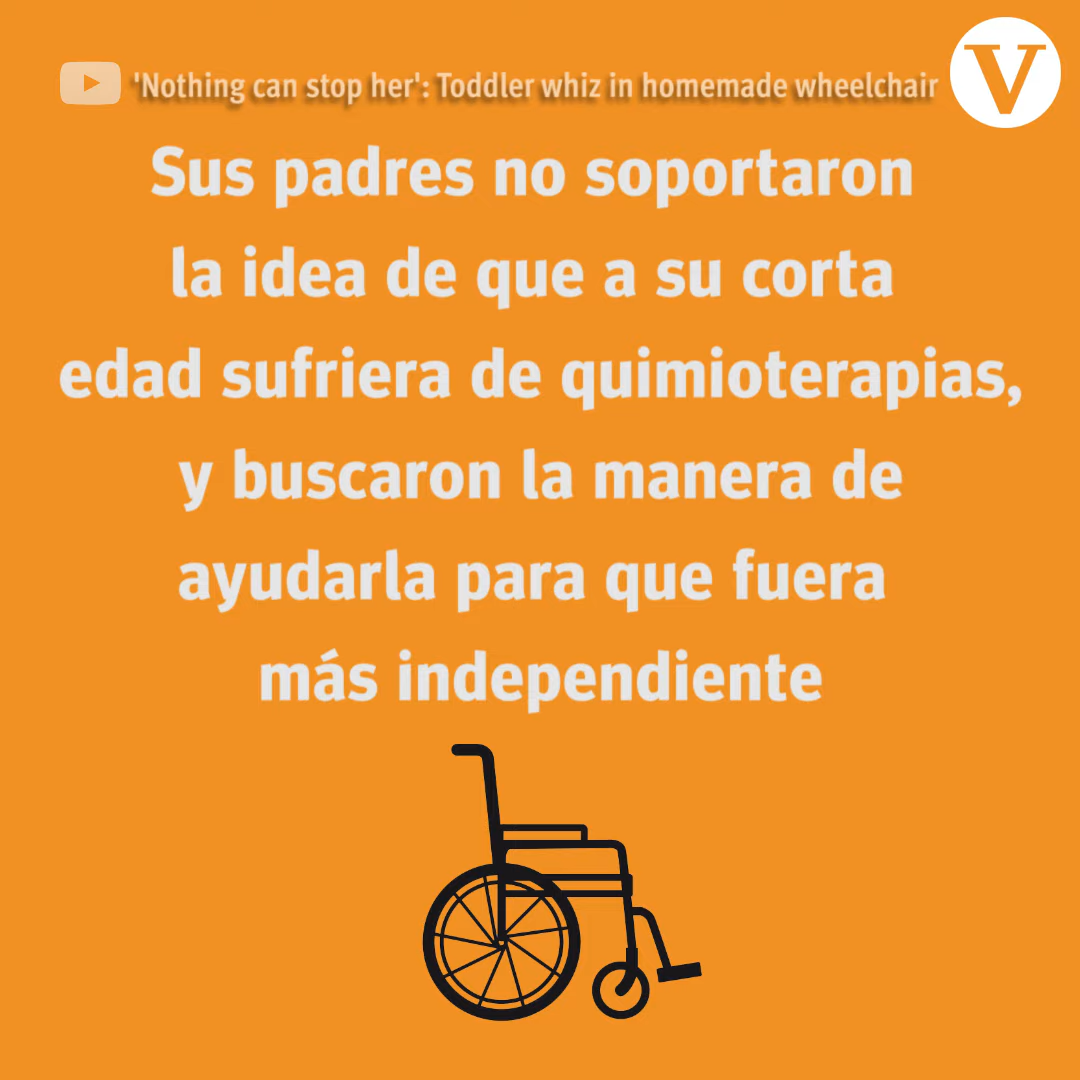 'Nothing can stop her': Toddler whiz in homemade wheelchair
V
Sus padres no soportaron
la idea de que a su corta
edad sufriera de quimioterapias,
y buscaron la manera de
ayudarla para que fuera
más independiente